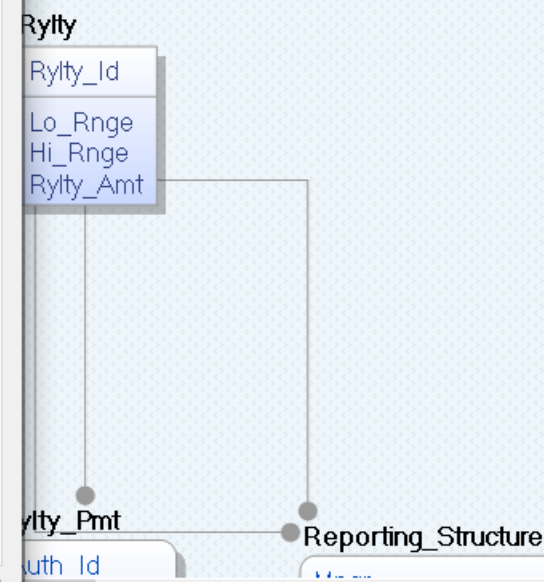 Rylty
Rylty_Id
Lo_Rnge
Hi_Rnge
Rylty_Amt
ylty_Pmt
Reporting_Structure
uth_Id